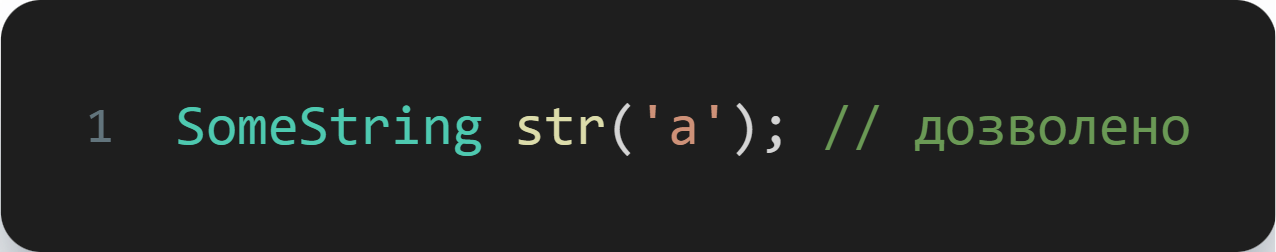 1 SomeString str('a'); // дозволено